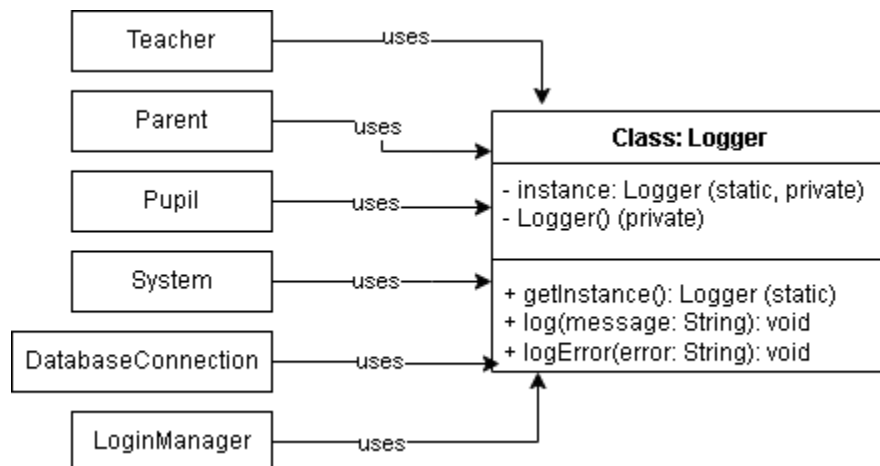 Teacher
uses
Parent
uses
Pupil
uses
System
uses
DatabaseConnection
uses
LoginManager
uses
Class: Logger
- instance: Logger (static, private)
- Logger() (private)
+ getInstance(): Logger (static)
+ log(message: String): void
+ logError(error: String): void